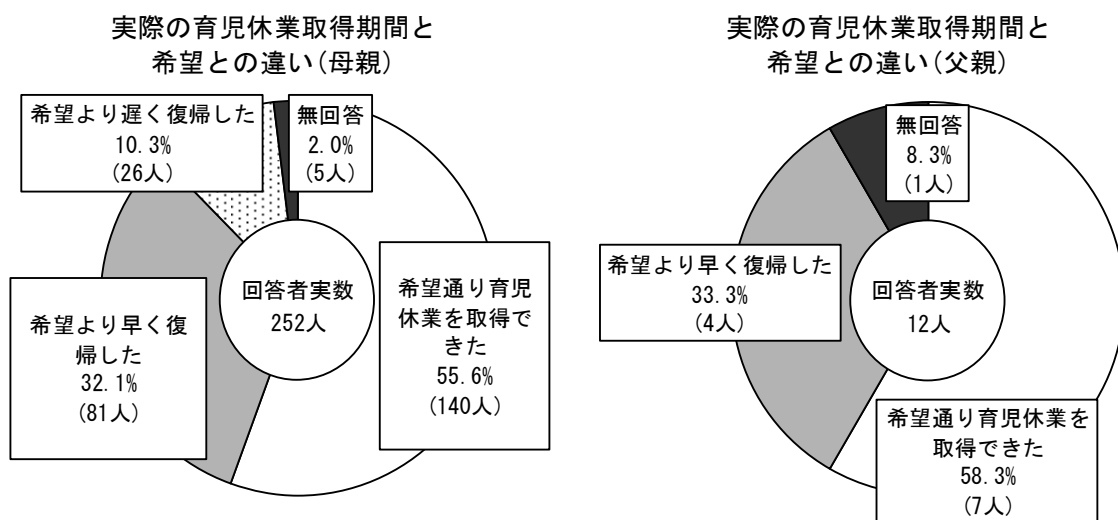 実際の育児休業取得期間と
希望との違い(母親)
希望より遅く復帰した
10.3%
(26人)
無回答
2.0%
(5人)
回答者実数
252人
希望通り育児
休業を取得で
きた
55.6%
(140人)
希望より早く復
帰した
32.1%
(81人)
実際の育児休業取得期間と
希望との違い(父親)
無回答
8.3%
(1人)
希望より早く復帰した
33.3%
(4人)
回答者実数
12人
希望通り育児休業を
取得できた
58.3%
(7人)